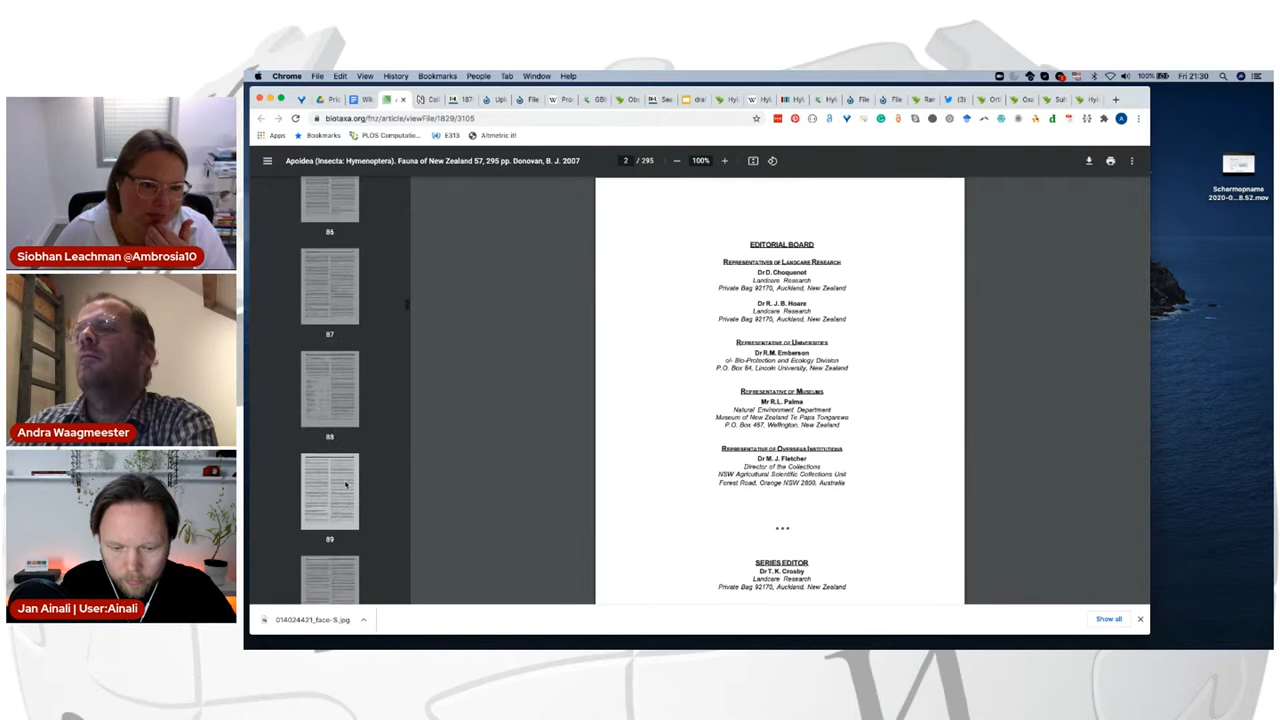 Chrome File Edit View History Bookmarks People Tab Window Help
100% Fri 21:30
biotaxa.org/fnz/article/viewFile/1829/3105
Apps Bookmarks PLOS Computatio... E313 Altmetric it!
Apoidea (Insecta: Hymenoptera). Fauna of New Zealand 57, 295 pp. Donovan, B. J. 2007
2 / 295 100%
86
87
88
89
EDITORIAL BOARD
REPRESENTATIVES OF LANDCARE RESEARCH
Dr D. Choquenot
Landcare Research
Private Bag 92170, Auckland, New Zealand
Dr R. J. B. Hoare
Landcare Research
Private Bag 92170, Auckland, New Zealand
REPRESENTATIVE OF UNIVERSITIES
Dr R.M. Emberson
c/- Bio-Protection and Ecology Division
P.O. Box 84, Lincoln University, New Zealand
REPRESENTATIVE OF MUSEUMS
Mr R.L. Palma
Natural Environment Department
Museum of New Zealand Te Papa Tongarewa
P.O. Box 467, Wellington, New Zealand
REPRESENTATIVE OF OVERSEAS INSTITUTIONS
Dr M. J. Fletcher
Director of the Collections
NSW Agricultural Scientific Collections Unit
Forest Road, Orange NSW 2800, Australia
* * *
SERIES EDITOR
Dr T. K. Crosby
Landcare Research
Private Bag 92170, Auckland, New Zealand
014024421_face-S.jpg
Show all
Schermopname
2020-0...8.52.mov
Siobhan Leachman @Ambrosia10
Andra Waagmeester
Jan Ainali | User:Ainali